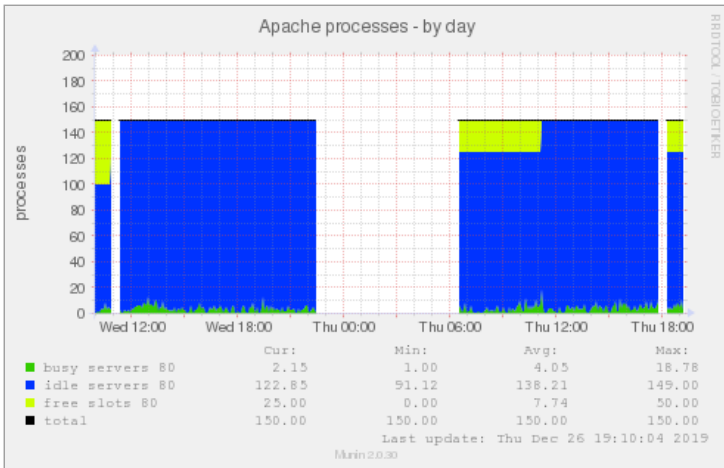 Apache processes - by day
RRDTOOL / TOBI OETIKER
processes
200
180
160
140
120
100
80
60
40
20
0
Wed 12:00 Wed 18:00 Thu 00:00 Thu 06:00 Thu 12:00 Thu 18:00
Cur: Min: Avg: Max:
busy servers 80 2.15 1.00 4.05 18.78
idle servers 80 122.85 91.12 138.21 149.00
free slots 80 25.00 0.00 7.74 50.00
total 150.00 150.00 150.00 150.00
Last update: Thu Dec 26 19:10:04 2019
Munin 2.0.30